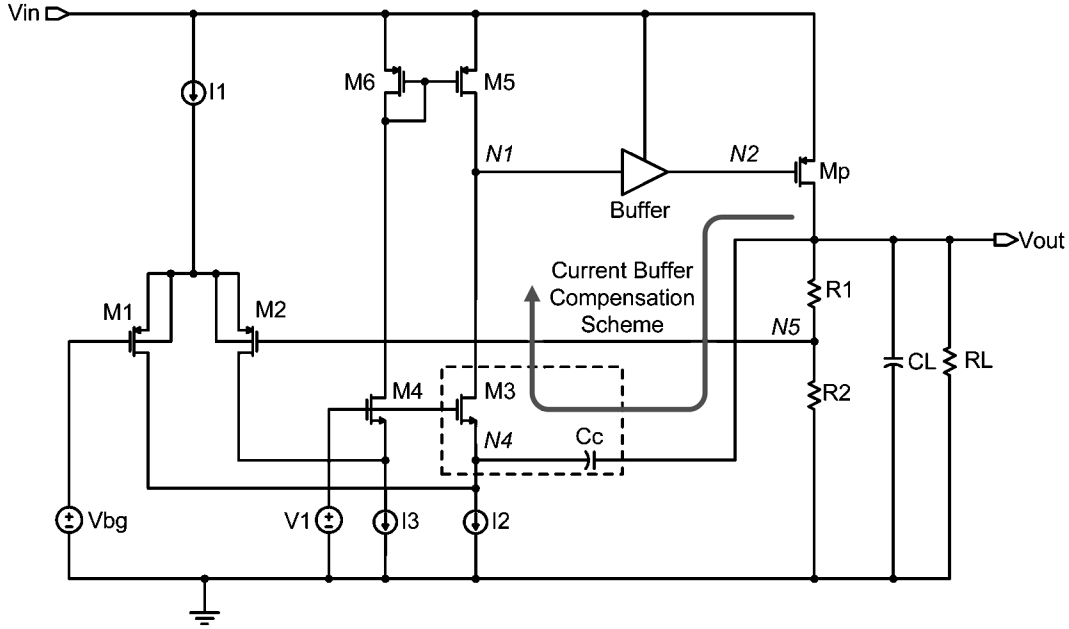 Vin
I1
M6
M5
N1
N2
Buffer
Mp
Vout
Current Buffer
Compensation
Scheme
R1
M1
M2
N5
CL
RL
M4
M3
R2
N4
Cc
Vbg
V1
I3
I2